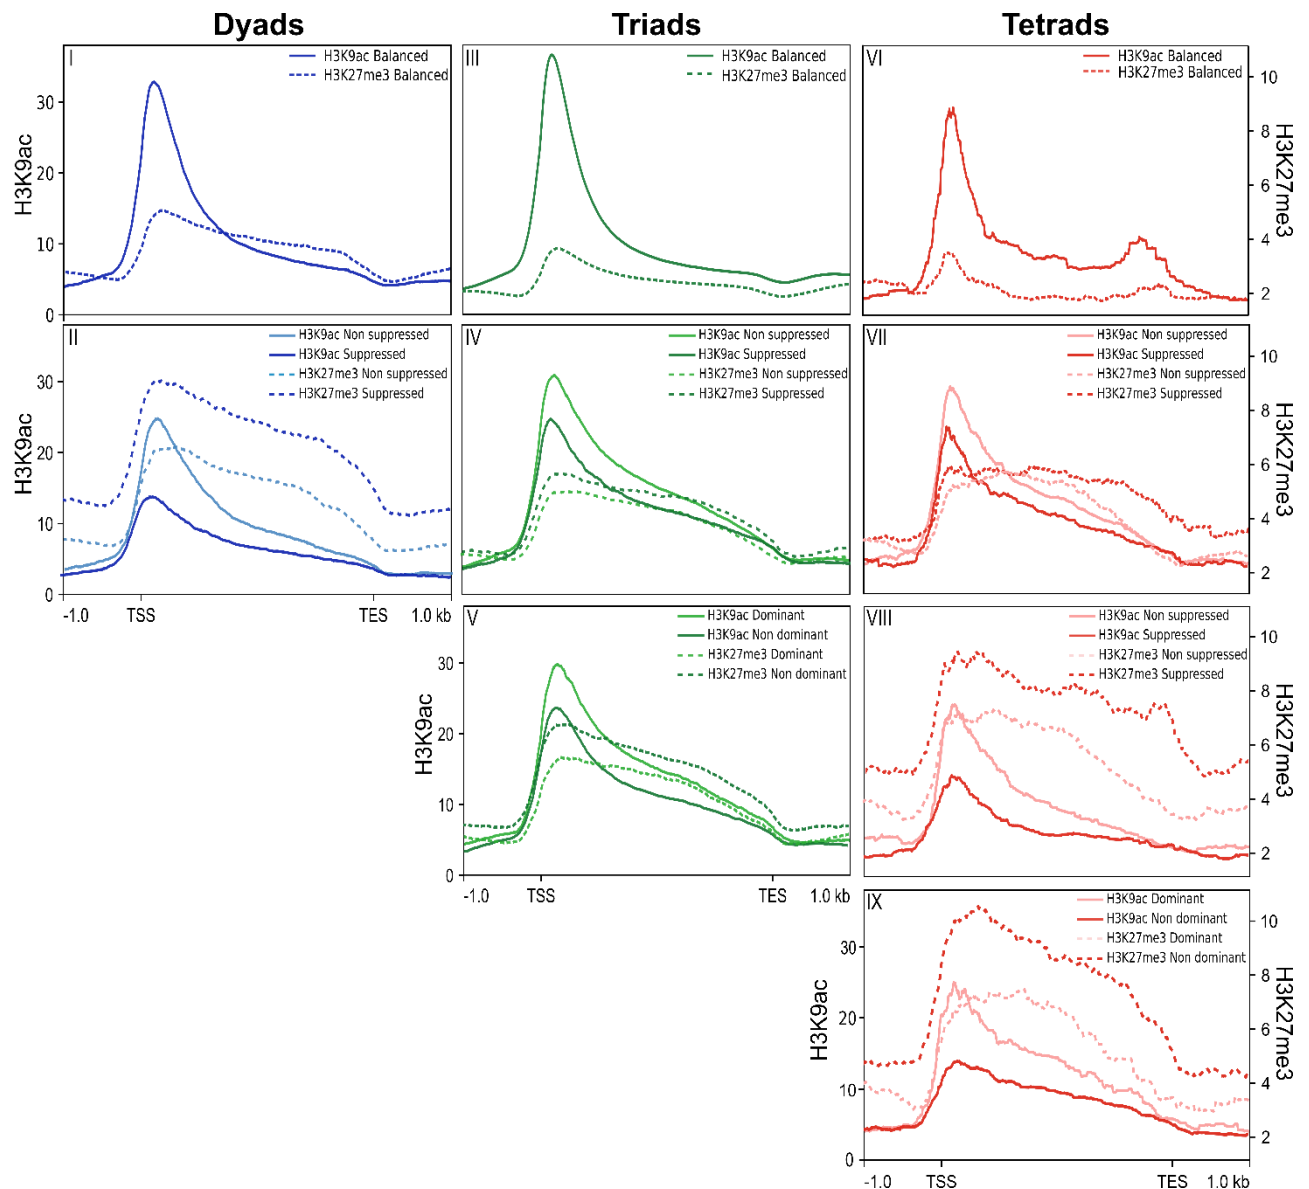 Dyads
Triads
Tetrads
I
H3K9ac Balanced
H3K27me3 Balanced
III
H3K9ac Balanced
H3K27me3 Balanced
VI
H3K9ac Balanced
H3K27me3 Balanced
H3K9ac
30
20
10
0
10
8
6
4
2
H3K27me3
II
H3K9ac Non suppressed
H3K9ac Suppressed
H3K27me3 Non suppressed
H3K27me3 Suppressed
IV
H3K9ac Non suppressed
H3K9ac Suppressed
H3K27me3 Non suppressed
H3K27me3 Suppressed
VII
H3K9ac Non suppressed
H3K9ac Suppressed
H3K27me3 Non suppressed
H3K27me3 Suppressed
H3K9ac
30
20
10
0
10
8
6
4
2
H3K27me3
-1.0 TSS TES 1.0 kb
V
H3K9ac Dominant
H3K9ac Non dominant
H3K27me3 Dominant
H3K27me3 Non dominant
VIII
H3K9ac Non suppressed
H3K9ac Suppressed
H3K27me3 Non suppressed
H3K27me3 Suppressed
H3K9ac
30
20
10
0
10
8
6
4
2
H3K27me3
-1.0 TSS TES 1.0 kb
IX
H3K9ac Dominant
H3K9ac Non dominant
H3K27me3 Dominant
H3K27me3 Non dominant
H3K9ac
30
20
10
0
10
8
6
4
2
H3K27me3
-1.0 TSS TES 1.0 kb